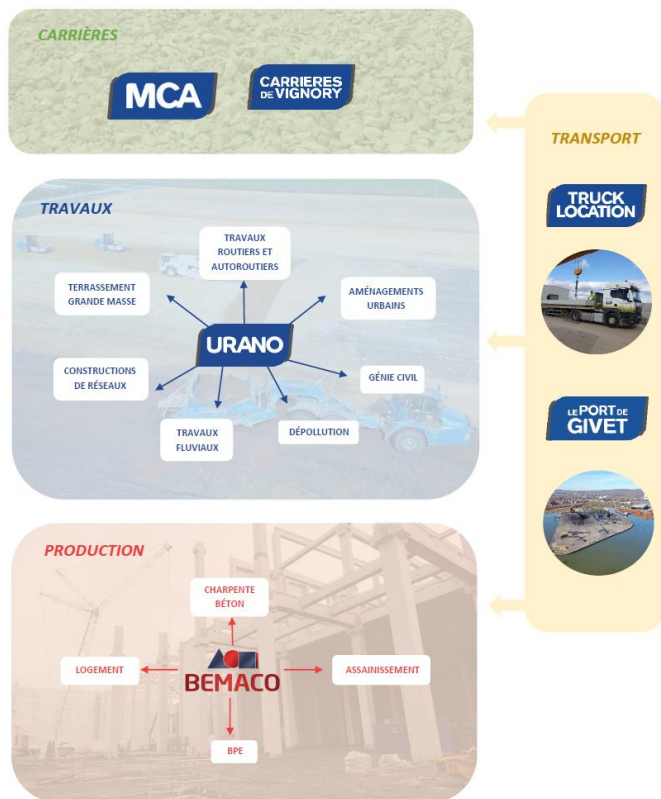 CARRIÈRES
MCA
CARRIERES
DE VIGNORY
TRANSPORT
TRUCK
LOCATION
LE PORT DE
GIVET
TRAVAUX
TRAVAUX
ROUTIERS ET
AUTOROUTIERS
TERRASSEMENT
GRANDE MASSE
AMÉNAGEMENTS
URBAINS
URANO
CONSTRUCTIONS
DE RÉSEAUX
GÉNIE CIVIL
TRAVAUX
FLUVIAUX
DÉPOLLUTION
PRODUCTION
CHARPENTE
BÉTON
LOGEMENT
BEMACO
ASSAINISSEMENT
BPE